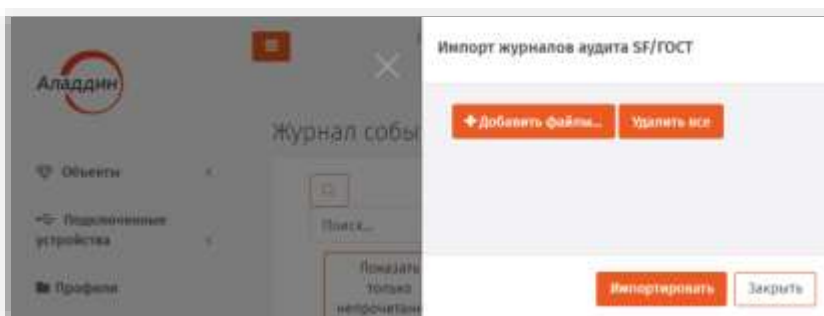 Импорт журналов аудита SF/ГОСТ
Аладдин
+Добавить файлы... Удалить все
Журнал собы
Объекты
Подключенные
устройства
Поиск...
Профили
Показать
только
непрочитанн
Импортировать Закрыть